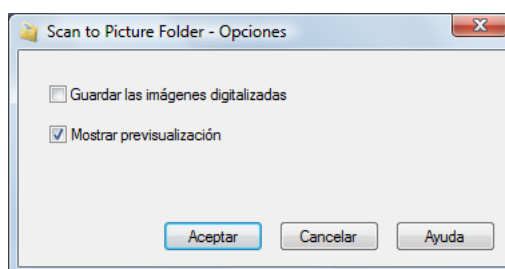 Scan to Picture Folder - Opciones
Guardar las imágenes digitalizadas
Mostrar previsualización
Aceptar Cancelar Ayuda